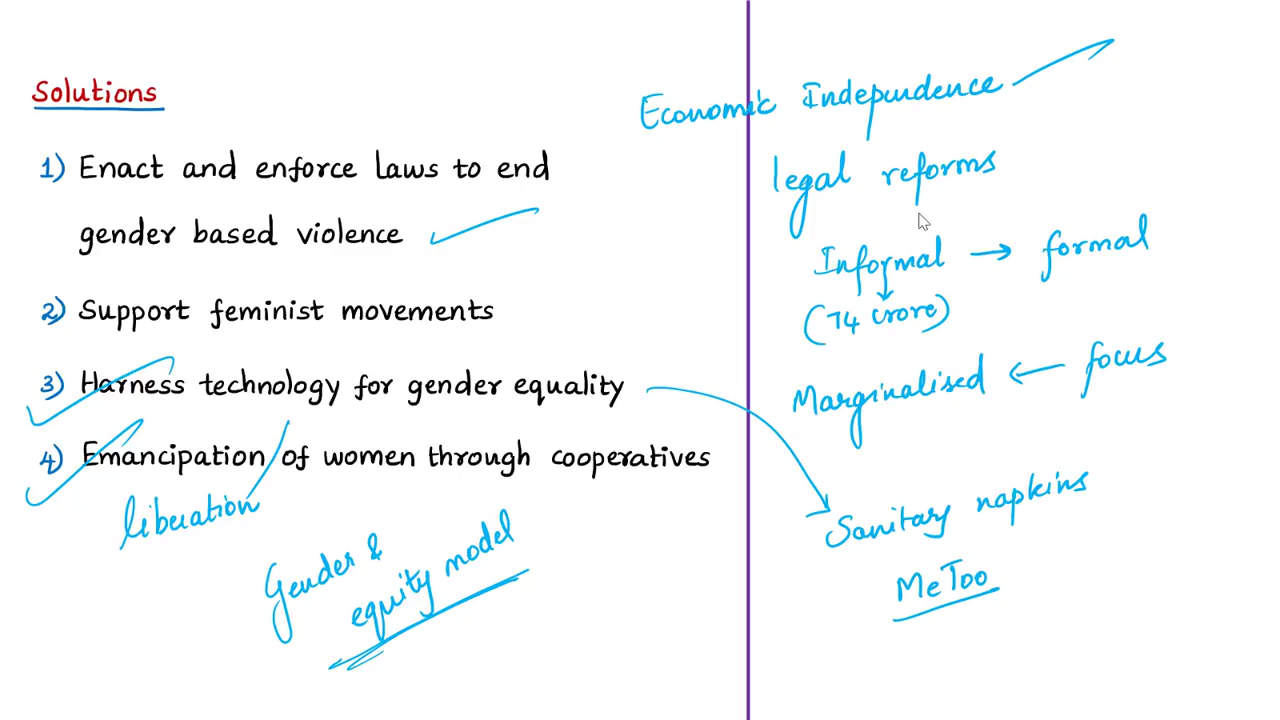 Solutions
1) Enact and enforce laws to end
gender based violence
2) Support feminist movements
3) Harness technology for gender equality
4) Emancipation of women through cooperatives
liberation
Gender &
equity model
Economic Independence
legal reforms
Informal → formal
(74 crore)
Marginalised ← focus
Sanitary napkins
MeToo